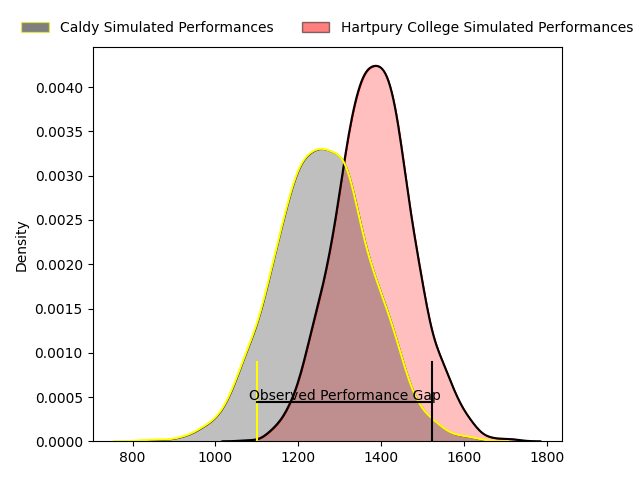 Caldy Simulated Performances
Hartpury College Simulated Performances
0.0040
0.0035
0.0030
0.0025
0.0020
0.0015
0.0010
0.0005
0.0000
Density
Observed Performance Gap
800 1000 1200 1400 1600 1800